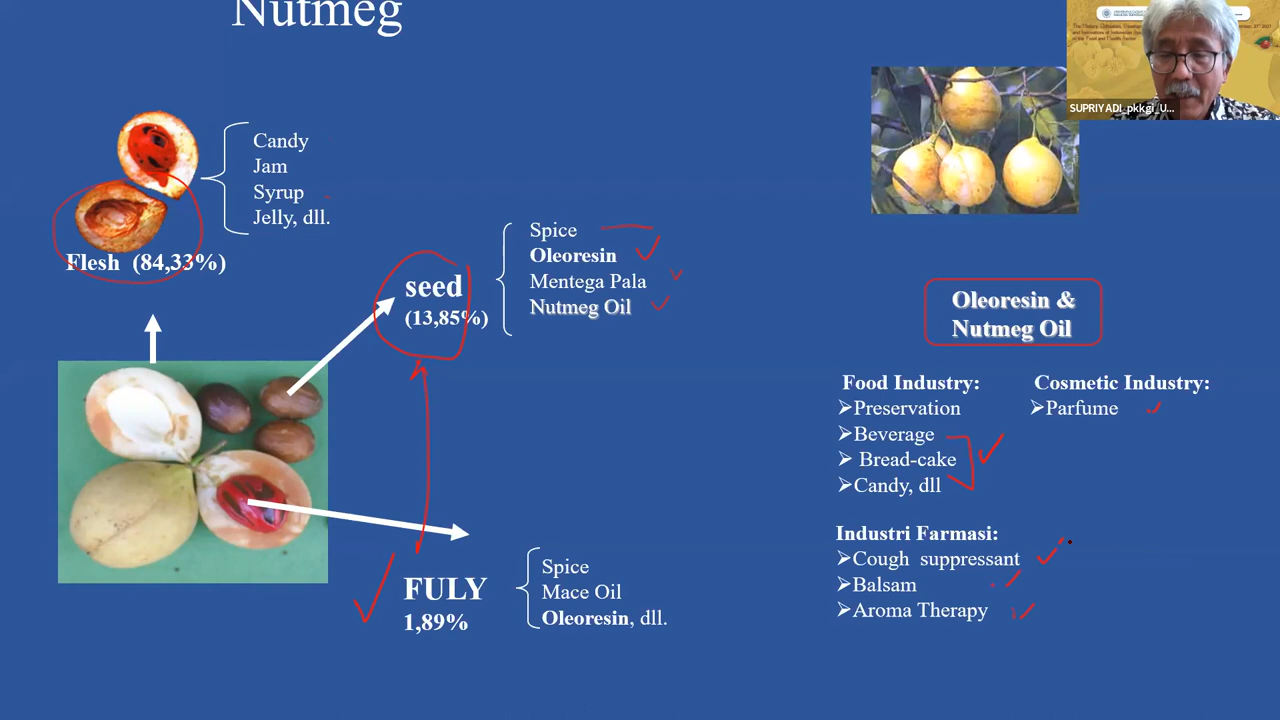 Nutmeg
Candy
Jam
Syrup
Jelly, dll.
Flesh (84,33%)
seed
(13,85%)
Spice
Oleoresin
Mentega Pala
Nutmeg Oil
FULY
1,89%
Spice
Mace Oil
Oleoresin, dll.
SUPRIYADI_pkkgi_U...
Oleoresin &
Nutmeg Oil
Food Industry:
➢Preservation
➢Beverage
➢ Bread-cake
➢Candy, dll
Cosmetic Industry:
➢Parfume
Industri Farmasi:
➢Cough suppressant
➢Balsam
➢Aroma Therapy